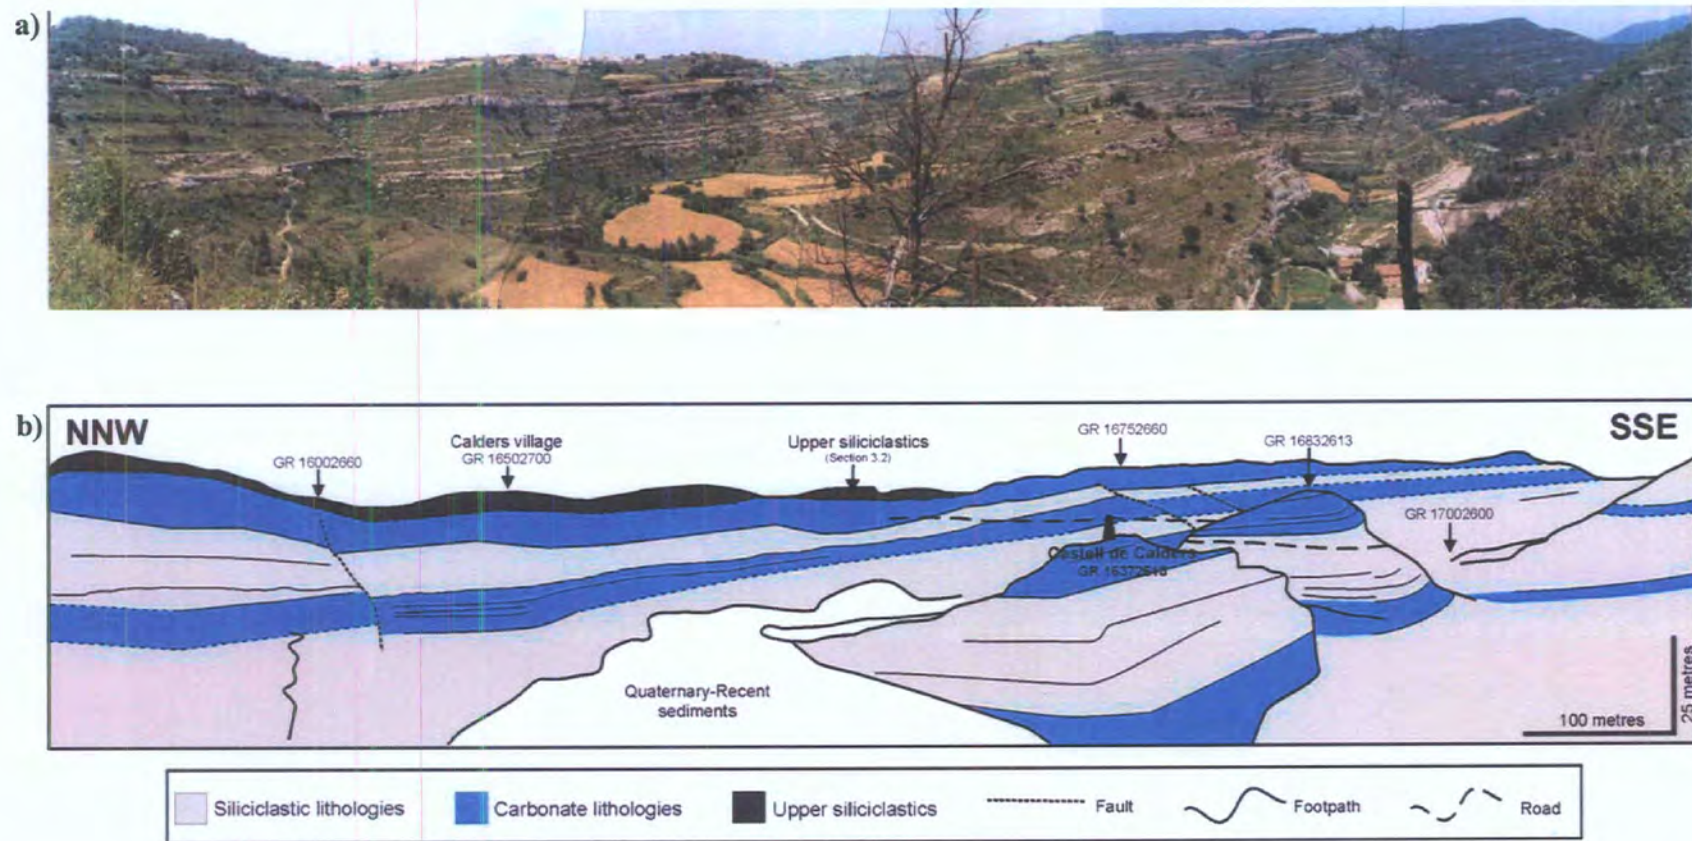 a)
b)
NNW
SSE
GR 16002660
Calders village
GR 16502700
Upper siliciclastics
(Section 3.2)
GR 16752660
GR 16832613
GR 17002600
Castell de Calders
GR 16372610
Quaternary-Recent
sediments
100 metres
25 metres
Siliciclastic lithologies
Carbonate lithologies
Upper siliciclastics
Fault
Footpath
Road